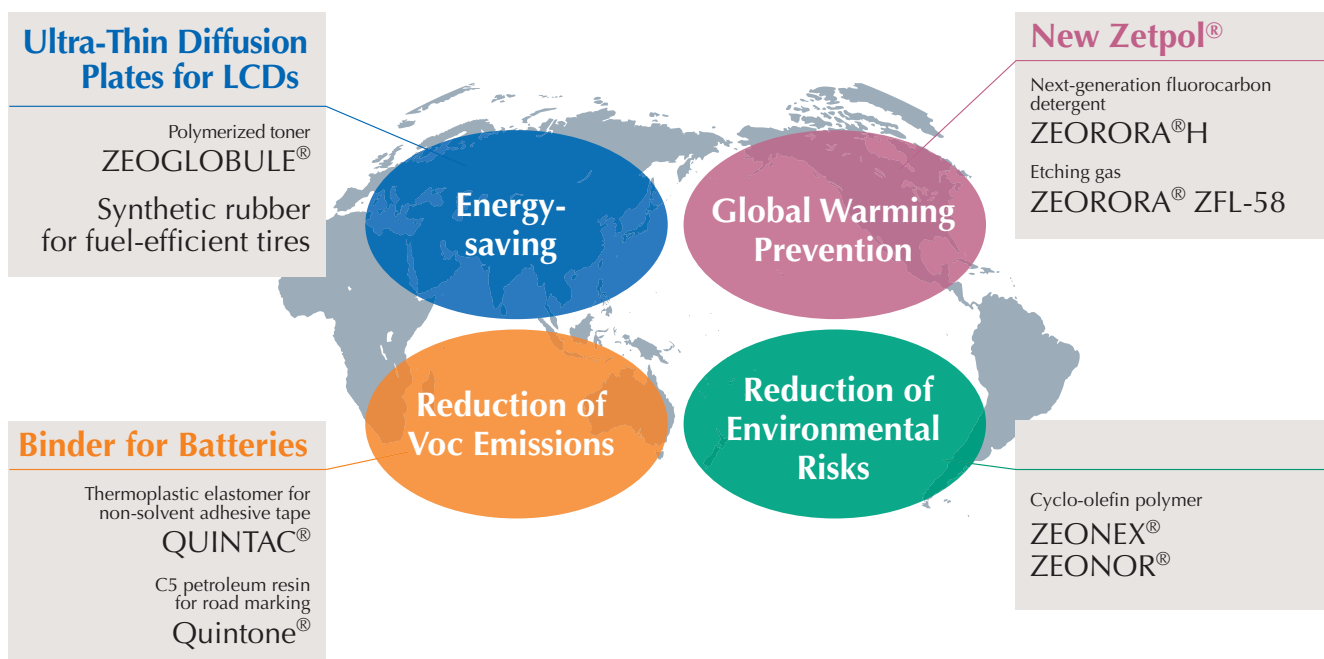 Ultra-Thin Diffusion
Plates for LCDs
Polymerized toner
ZEOGLOBULE®
Synthetic rubber
for fuel-efficient tires
New Zetpol®
Next-generation fluorocarbon
detergent
ZEORORA®H
Etching gas
ZEORORA® ZFL-58
Energy-
saving
Global Warming
Prevention
Reduction of
Voc Emissions
Reduction of
Environmental
Risks
Binder for Batteries
Thermoplastic elastomer for
non-solvent adhesive tape
QUINTAC®
C5 petroleum resin
for road marking
Quintone®
Cyclo-olefin polymer
ZEONEX®
ZEONOR®